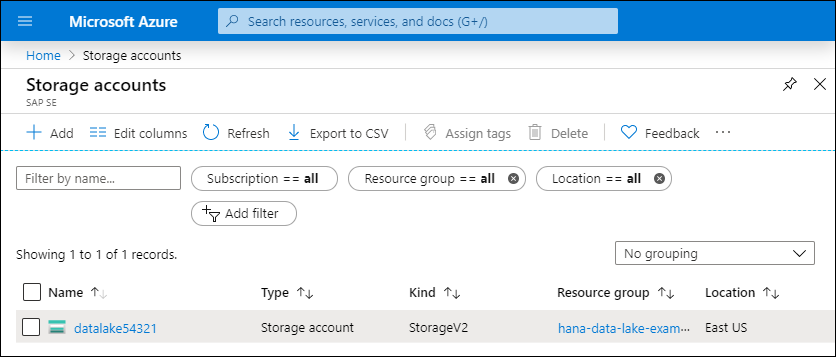 Microsoft Azure
Search resources, services, and docs (G+/)
Home > Storage accounts
Storage accounts
SAP SE
Add Edit columns Refresh Export to CSV Assign tags Delete Feedback ...
Filter by name... Subscription == all Resource group == all Location == all
Add filter
Showing 1 to 1 of 1 records. No grouping
Name Type Kind Resource group Location
datalake54321 Storage account StorageV2 hana-data-lake-exam... East US